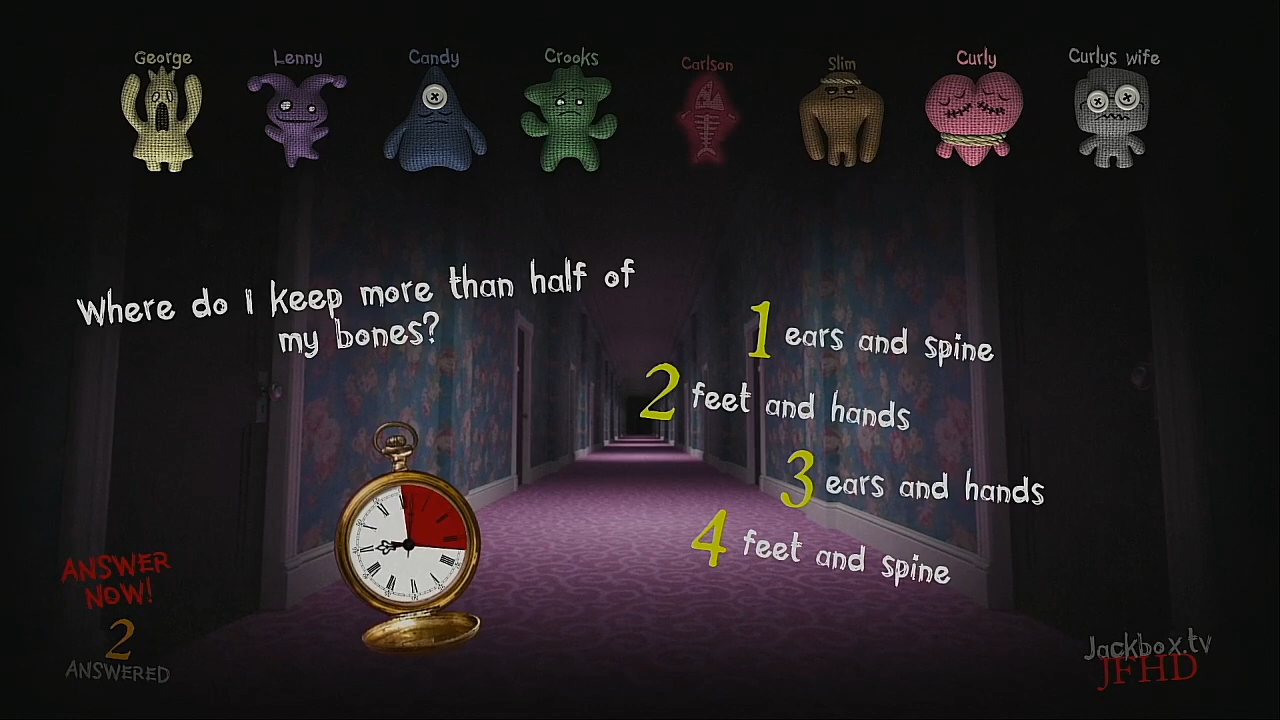 George
Lenny
Candy
Crooks
Carlson
Slim
Curly
Curlys wife
Where do I keep more than half of
my bones?
1 ears and spine
2 feet and hands
3 ears and hands
4 feet and spine
ANSWER
NOW!
2
ANSWERED
Jackbox.tv
JFHD